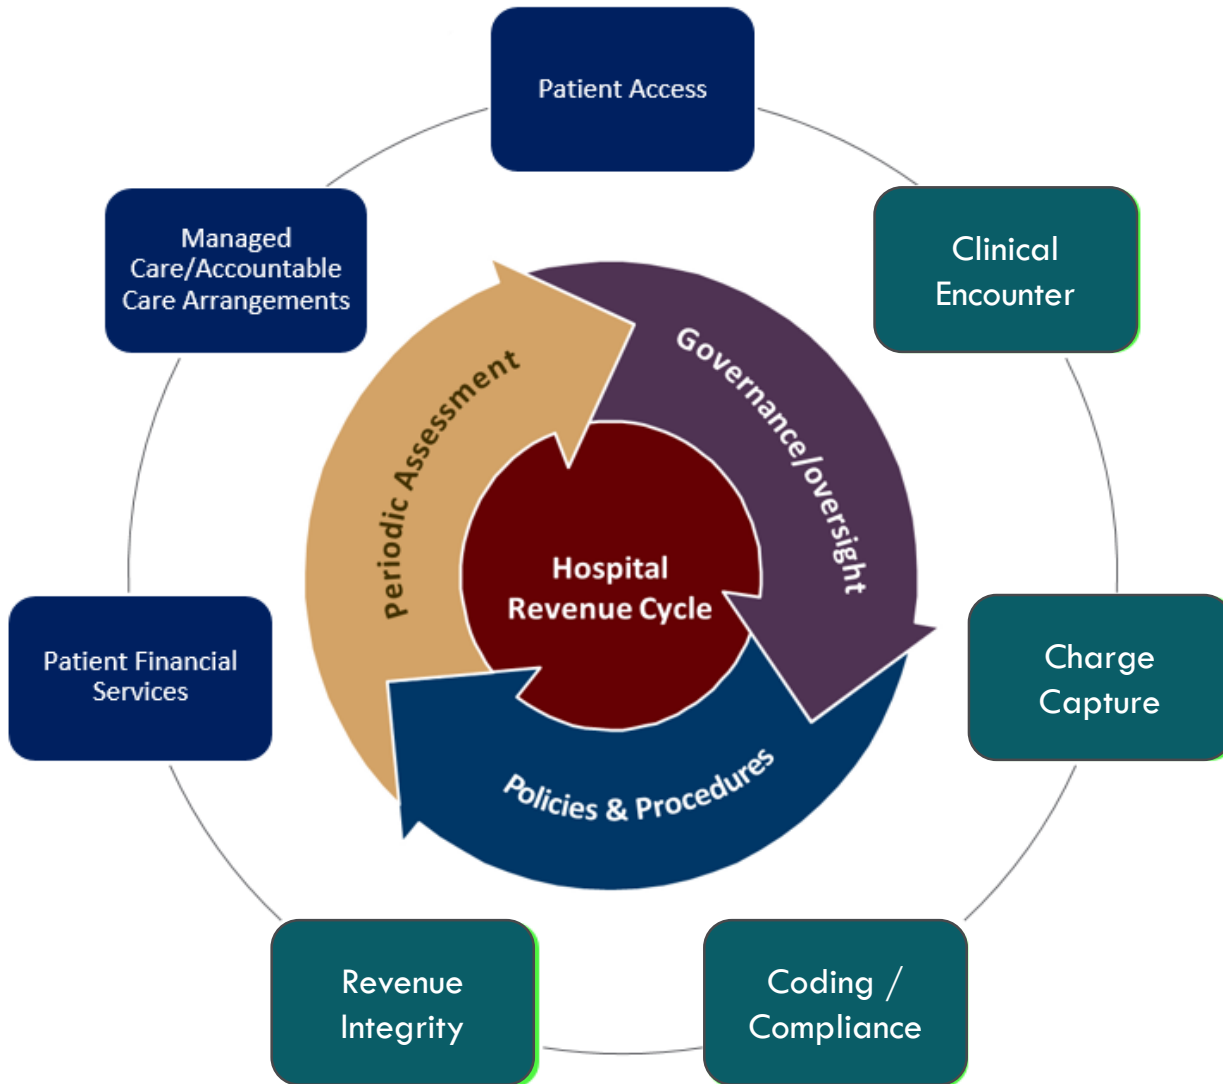 Patient Access
Clinical
Encounter
Charge
Capture
Coding /
Compliance
Revenue
Integrity
Patient Financial
Services
Managed
Care/Accountable
Care Arrangements
Governance/oversight
Policies & Procedures
Periodic Assessment
Hospital
Revenue Cycle